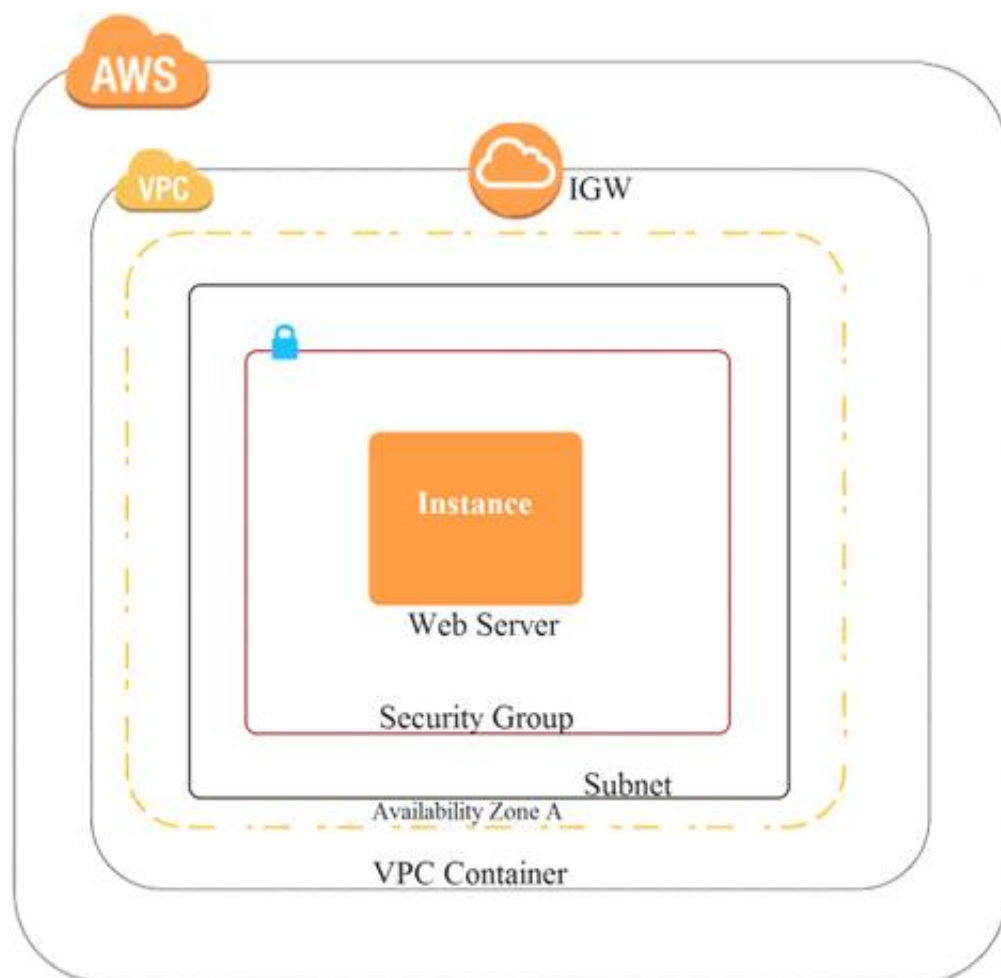 AWS
VPC
IGW
Instance
Web Server
Security Group
Subnet
Availability Zone A
VPC Container